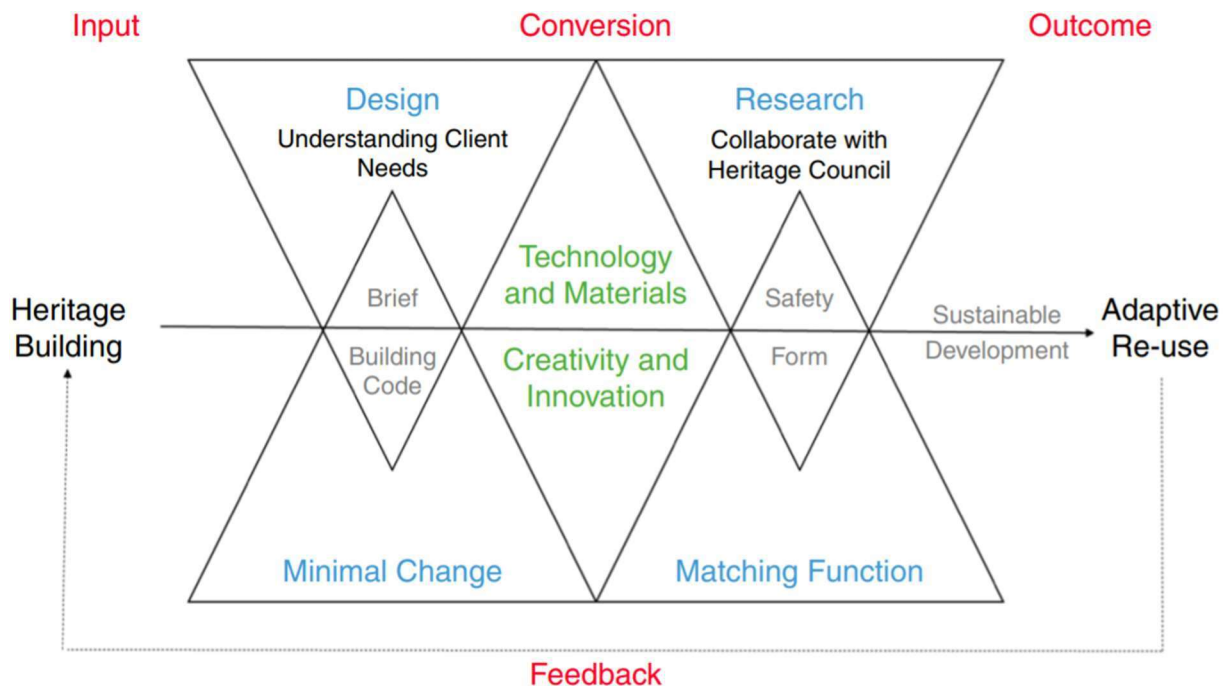 Input
Conversion
Outcome
Design
Understanding Client
Needs
Research
Collaborate with
Heritage Council
Technology
and Materials
Brief
Safety
Heritage
Building
Sustainable
Development
Adaptive
Re-use
Building
Code
Creativity and
Innovation
Form
Minimal Change
Matching Function
Feedback